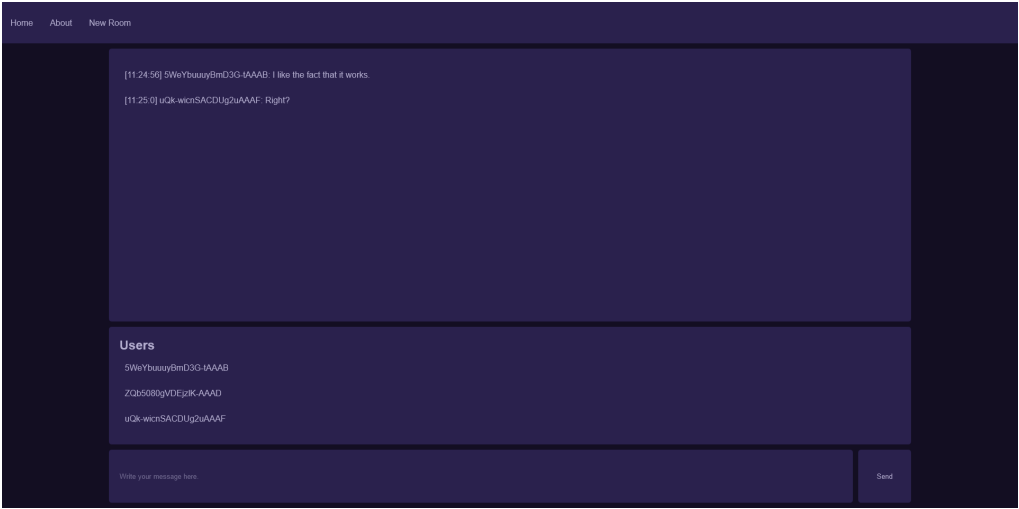 Home About New Room
[11:24:56] 5WeYbuuuyBmD3G-tAAAB: I like the fact that it works.
[11:25:0] uQk-wicnSACDUg2uAAAF: Right?
Users
5WeYbuuuyBmD3G-tAAAB
ZQb5080gVDEjzlK-AAAD
uQk-wicnSACDUg2uAAAF
Write your message here.
Send